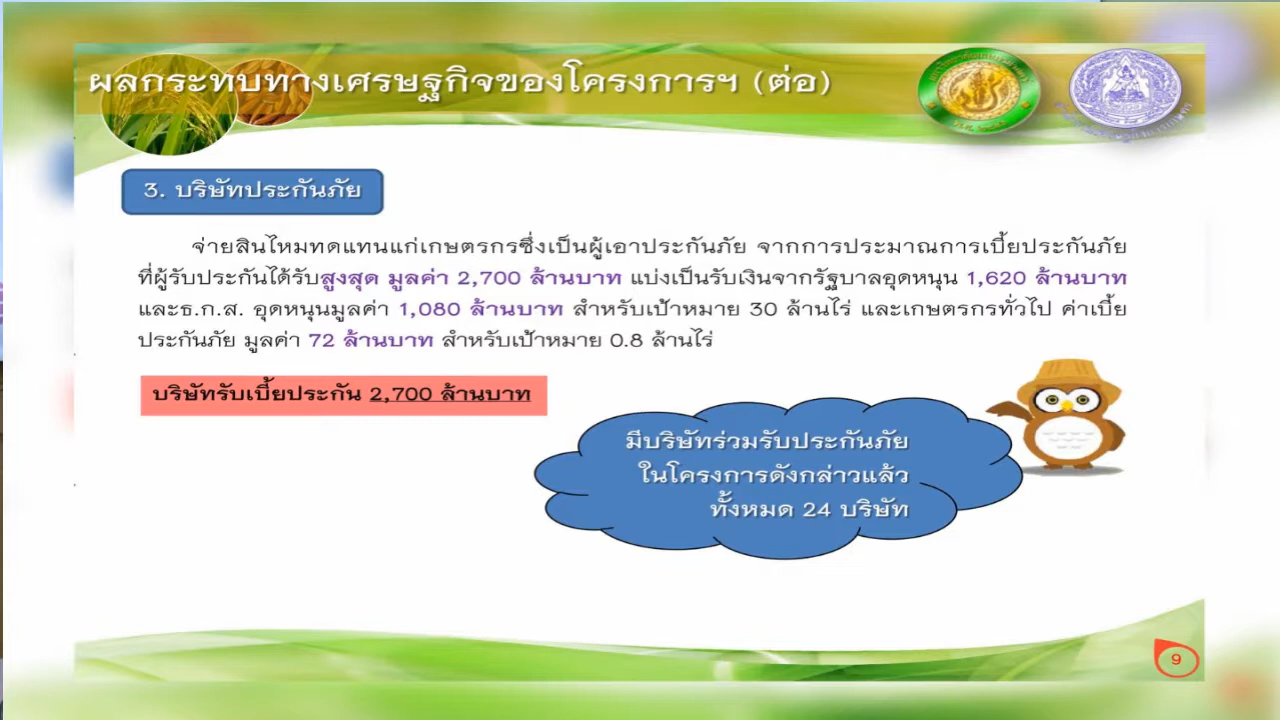 ผลกระทบทางเศรษฐกิจของโครงการฯ (ต่อ)
3. บริษัทประกันภัย
จ่ายสินไหมทดแทนแก่เกษตรกรซึ่งเป็นผู้เอาประกันภัย จากการประมาณการเบี้ยประกันภัย
ที่ผู้รับประกันได้รับสูงสุด มูลค่า 2,700 ล้านบาท แบ่งเป็นรับเงินจากรัฐบาลอุดหนุน 1,620 ล้านบาท
และธ.ก.ส. อุดหนุนมูลค่า 1,080 ล้านบาท สำหรับเป้าหมาย 30 ล้านไร่ และเกษตรกรทั่วไป ค่าเบี้ย
ประกันภัย มูลค่า 72 ล้านบาท สำหรับเป้าหมาย 0.8 ล้านไร่
บริษัทรับเบี้ยประกัน 2,700 ล้านบาท
มีบริษัทร่วมรับประกันภัย
ในโครงการดังกล่าวแล้ว
ทั้งหมด 24 บริษัท
9